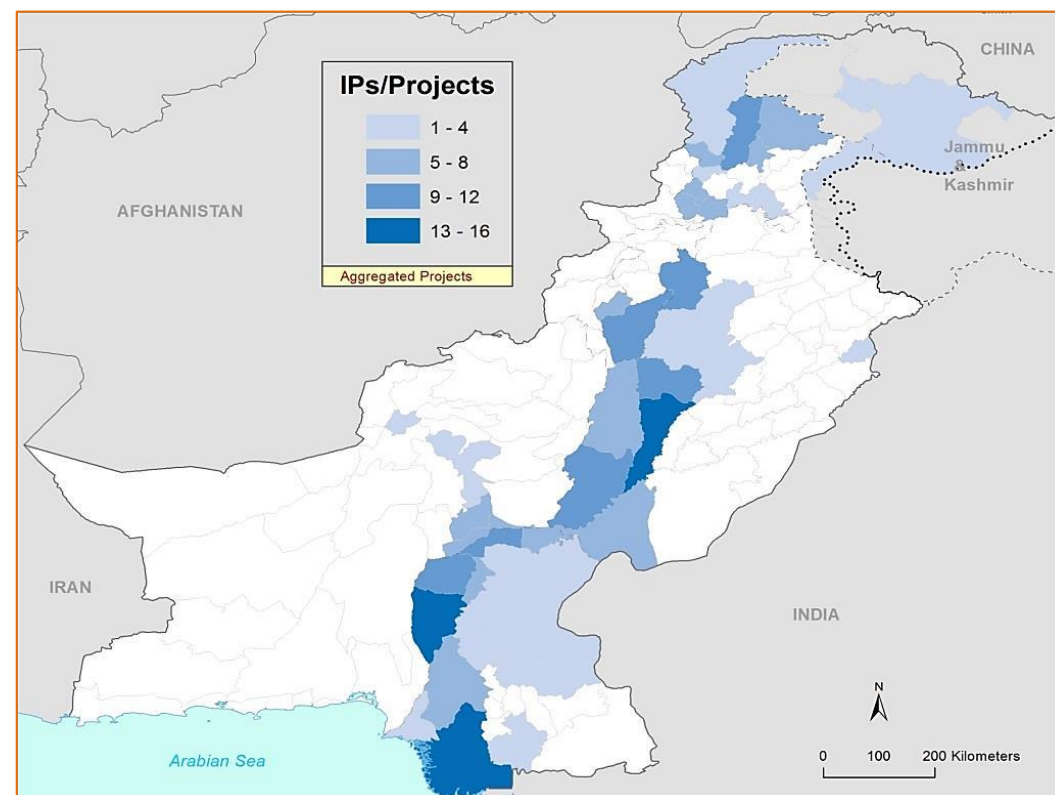 CHINA
IPs/Projects
1 - 4
5 - 8
9 - 12
13 - 16
Aggregated Projects
Jammu
&
Kashmir
AFGHANISTAN
IRAN
INDIA
N
Arabian Sea
0 100 200 Kilometers